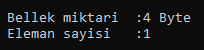 Bellek miktari  :4 Byte
Eleman sayisi   :1